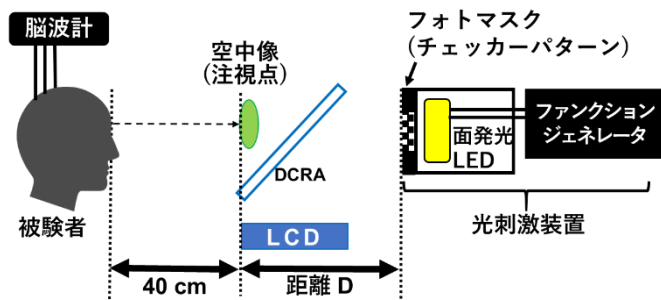 脳波計
空中像
(注視点)
フォトマスク
(チェッカーパターン)
面発光
LED
ファンクション
ジェネレータ
DCRA
LCD
被験者
光刺激装置
40 cm
距離 D